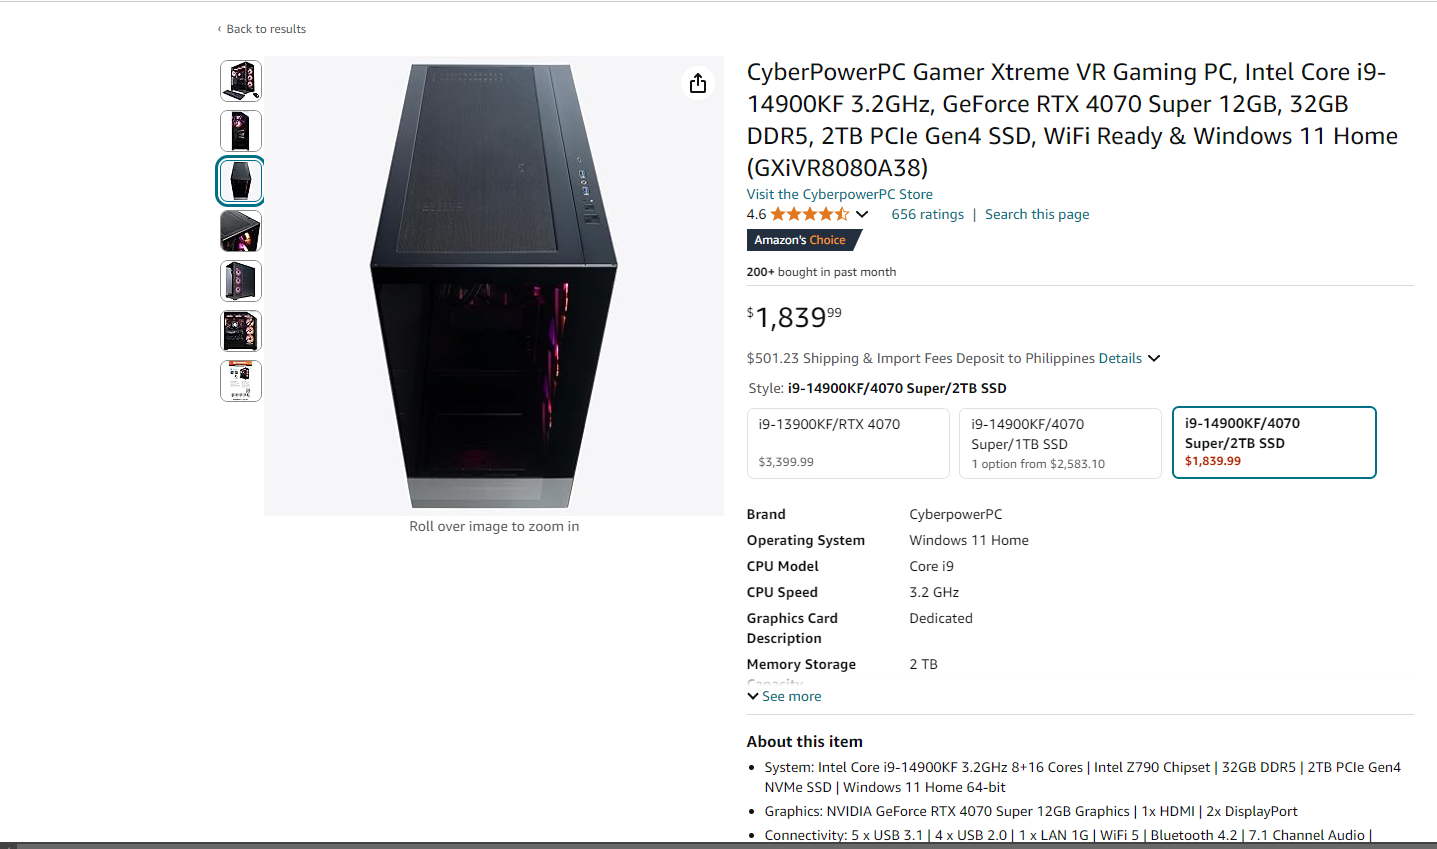 ‹ Back to results
CyberPowerPC Gamer Xtreme VR Gaming PC, Intel Core i9-
14900KF 3.2GHz, GeForce RTX 4070 Super 12GB, 32GB
DDR5, 2TB PCIe Gen4 SSD, WiFi Ready & Windows 11 Home
(GXiVR8080A38)
Visit the CyberpowerPC Store
4.6 656 ratings | Search this page
Amazon's Choice
200+ bought in past month
$1,83999
$501.23 Shipping & Import Fees Deposit to Philippines Details
Style: i9-14900KF/4070 Super/2TB SSD
i9-13900KF/RTX 4070
$3,399.99
i9-14900KF/4070
Super/1TB SSD
1 option from $2,583.10
i9-14900KF/4070
Super/2TB SSD
$1,839.99
Roll over image to zoom in
Brand CyberpowerPC
Operating System Windows 11 Home
CPU Model Core i9
CPU Speed 3.2 GHz
Graphics Card Dedicated
Description
Memory Storage 2 TB
Capacity
See more
About this item
• System: Intel Core i9-14900KF 3.2GHz 8+16 Cores | Intel Z790 Chipset | 32GB DDR5 | 2TB PCIe Gen4
NVMe SSD | Windows 11 Home 64-bit
• Graphics: NVIDIA GeForce RTX 4070 Super 12GB Graphics | 1x HDMI | 2x DisplayPort
• Connectivity: 5 x USB 3.1 | 4 x USB 2.0 | 1 x LAN 1G | WiFi 5 | Bluetooth 4.2 | 7.1 Channel Audio |